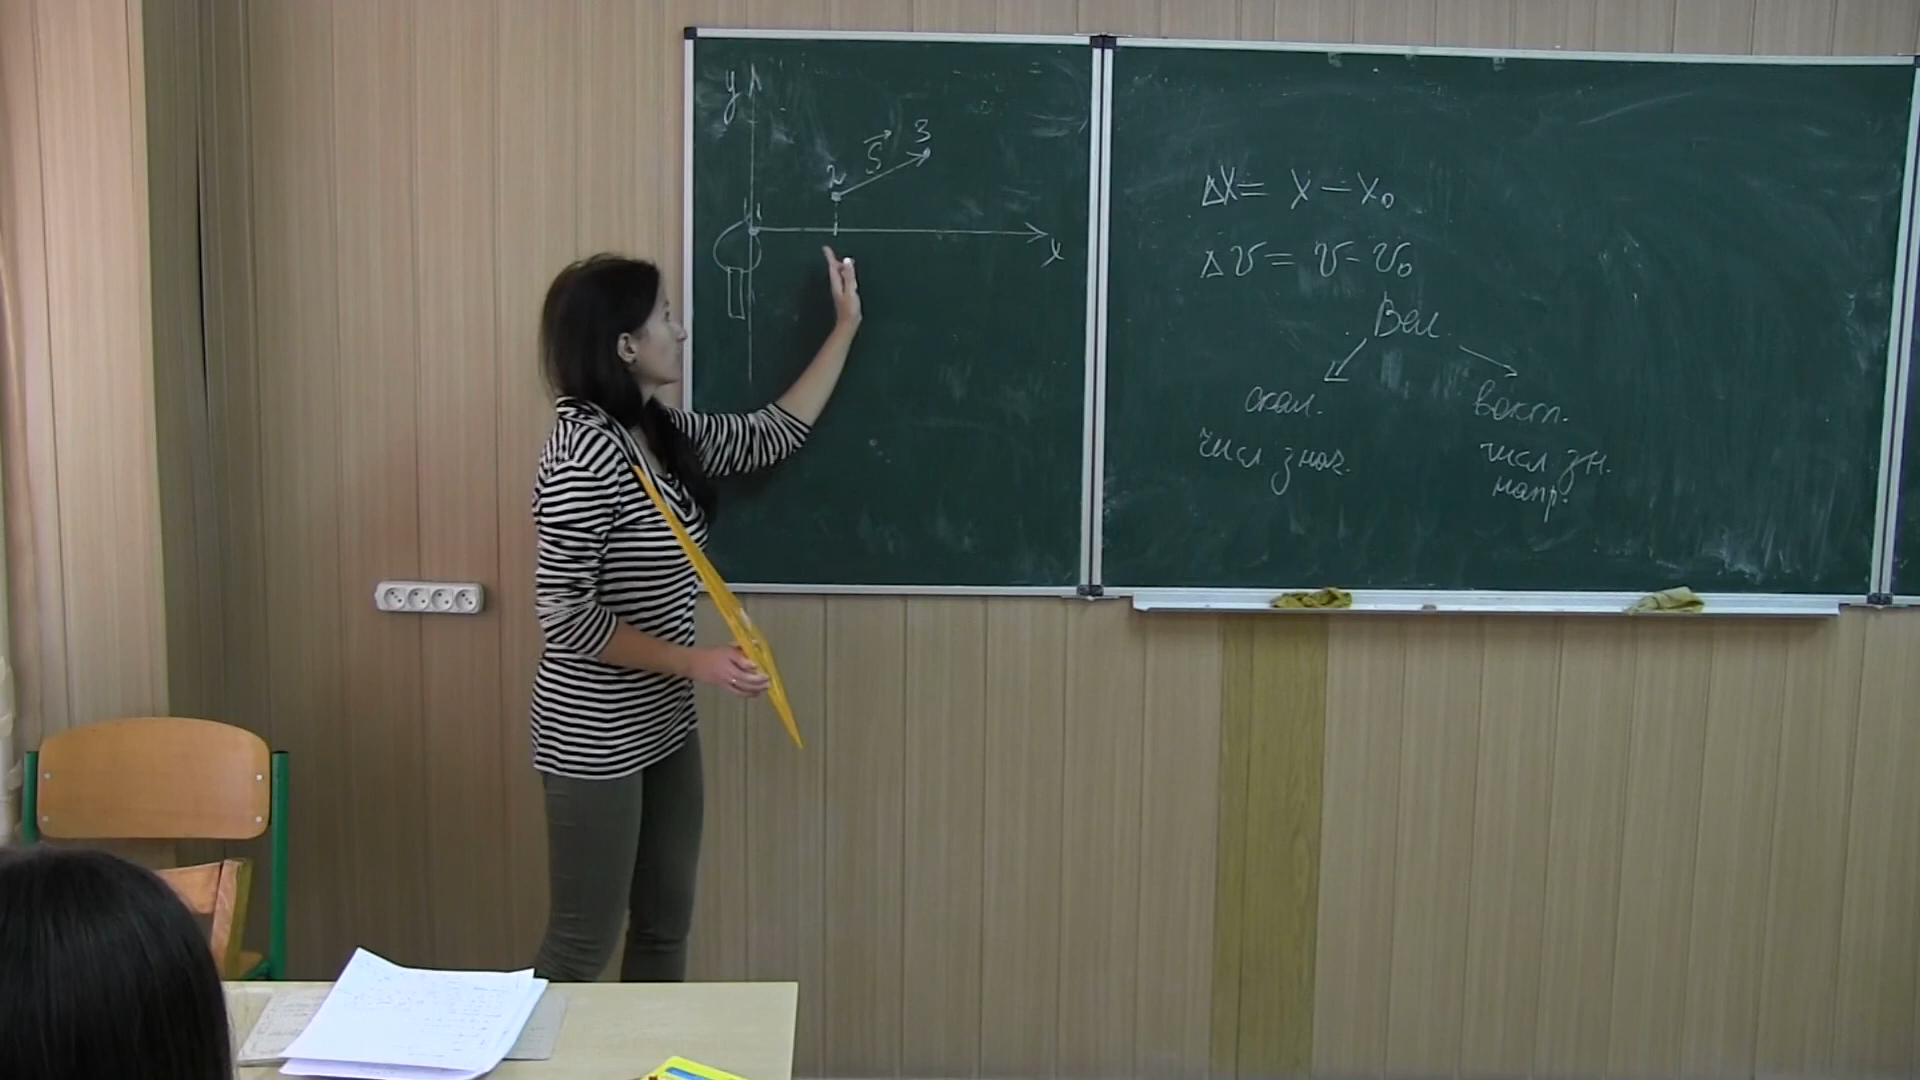 y
S⃗ 3
2
1
x
Δx = x – x₀
Δv = v - v₀
Вел.
скал. вект.
числ знач. числ зн.
напр.